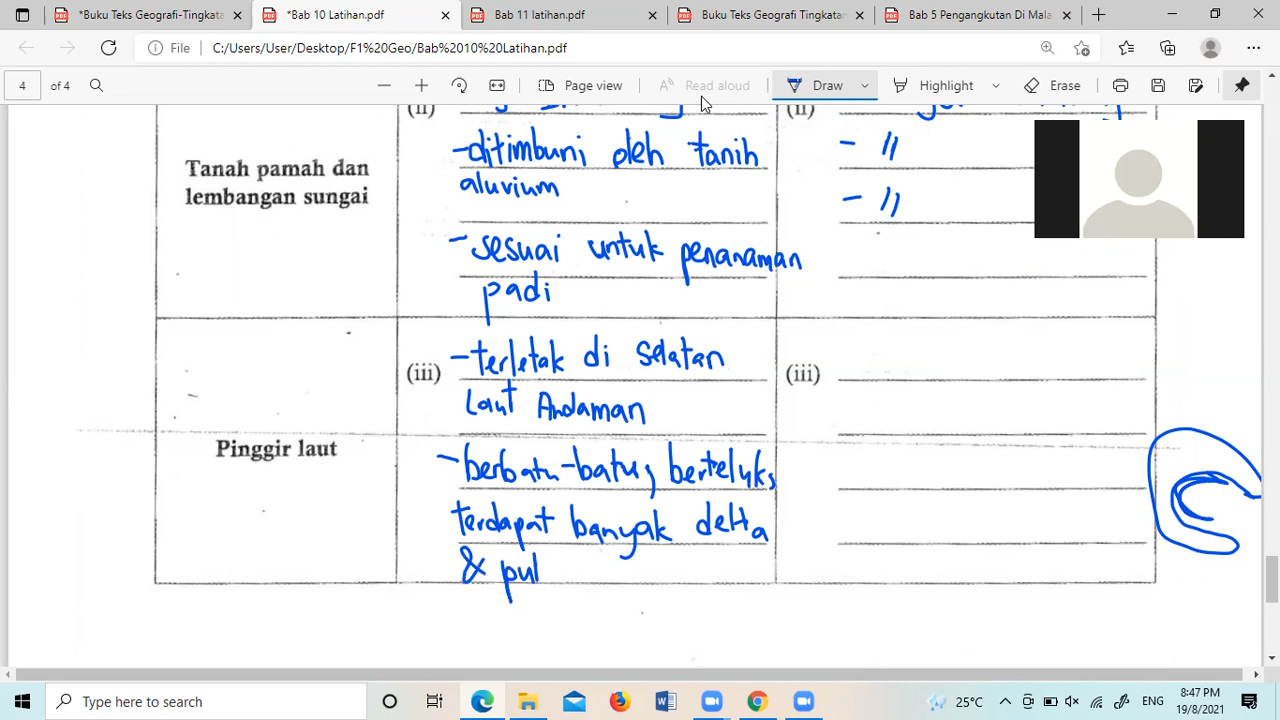 *Buku Teks Geografi-Tingkata
*Bab 10 Latihan.pdf
Bab 11 latihan.pdf
Buku Teks Geografi Tingkatan
Bab 5 Pengangkutan Di Mala
File
C:/Users/User/Desktop/F1%20Geo/Bab%2010%20Latihan.pdf
4 of 4
Page view
Read aloud
Draw
Highlight
Erase
(ii)
(ii)
Tanah pamah dan
lembangan sungai
-ditimbuni oleh tanih
aluvium
-sesuai untuk penanaman
padi
- "
- "
Pinggir laut
(iii)
-terletak di selatan
Laut Andaman
-berbatu-batu, berteluk,
terdapat banyak delta
& pul
(iii)
Type here to search
25°C
ENG
8:47 PM
19/8/2021